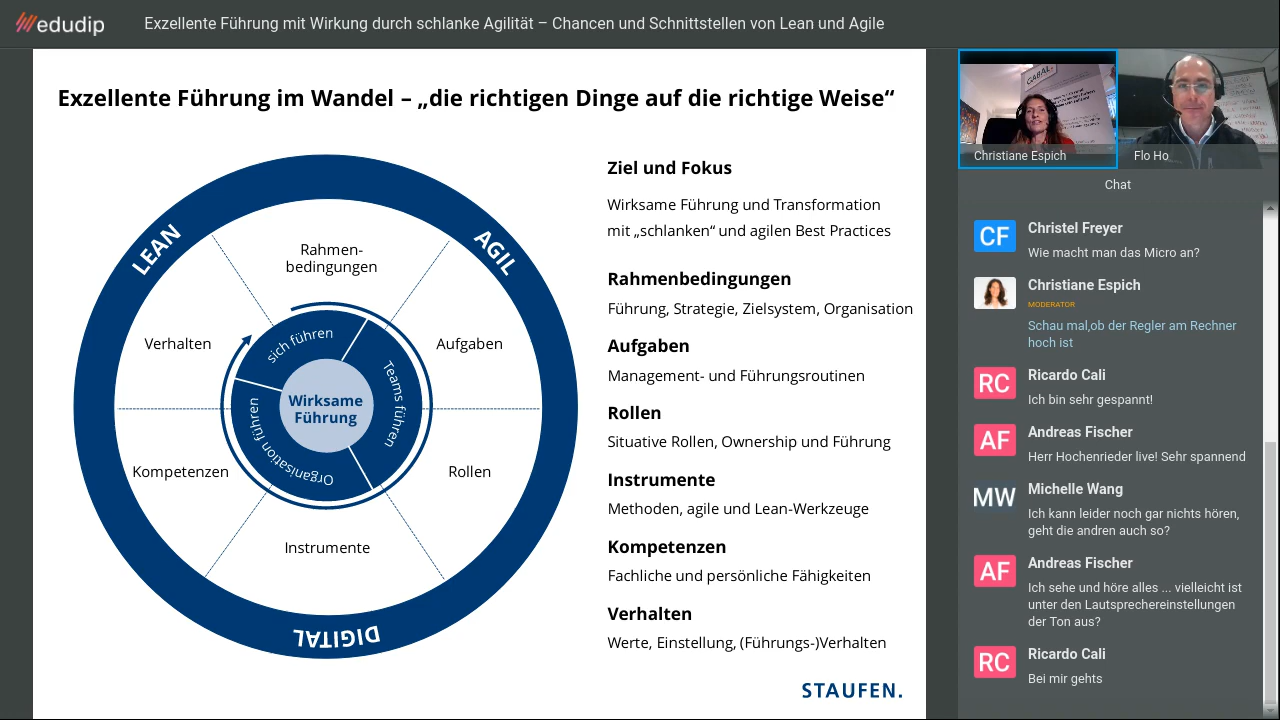 edudip
Exzellente Führung mit Wirkung durch schlanke Agilität – Chancen und Schnittstellen von Lean und Agile
Exzellente Führung im Wandel – „die richtigen Dinge auf die richtige Weise“
LEAN
AGIL
DIGITAL
Rahmen-
bedingungen
Verhalten
Aufgaben
Kompetenzen
Rollen
Instrumente
sich führen
Teams führen
Organisation führen
Wirksame
Führung
Ziel und Fokus
Wirksame Führung und Transformation
mit „schlanken“ und agilen Best Practices
Rahmenbedingungen
Führung, Strategie, Zielsystem, Organisation
Aufgaben
Management- und Führungsroutinen
Rollen
Situative Rollen, Ownership und Führung
Instrumente
Methoden, agile und Lean-Werkzeuge
Kompetenzen
Fachliche und persönliche Fähigkeiten
Verhalten
Werte, Einstellung, (Führungs-)Verhalten
STAUFEN.
GABAL
Christiane Espich
Flo Ho
Chat
CF
Christel Freyer
Wie macht man das Micro an?
Christiane Espich
MODERATOR
Schau mal,ob der Regler am Rechner
hoch ist
RC
Ricardo Cali
Ich bin sehr gespannt!
AF
Andreas Fischer
Herr Hochenrieder live! Sehr spannend
MW
Michelle Wang
Ich kann leider noch gar nichts hören,
geht die andren auch so?
AF
Andreas Fischer
Ich sehe und höre alles ... vielleicht ist
unter den Lautsprechereinstellungen
der Ton aus?
RC
Ricardo Cali
Bei mir gehts